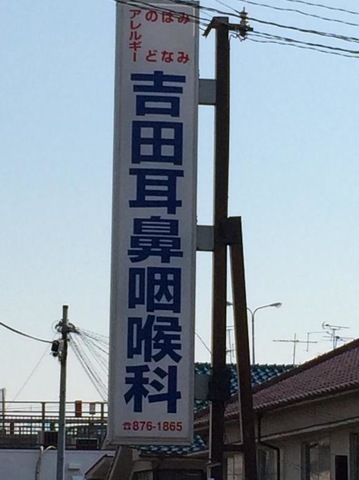 みみ
はな
のど
アレルギー
吉田耳鼻咽喉科
☎876-1865